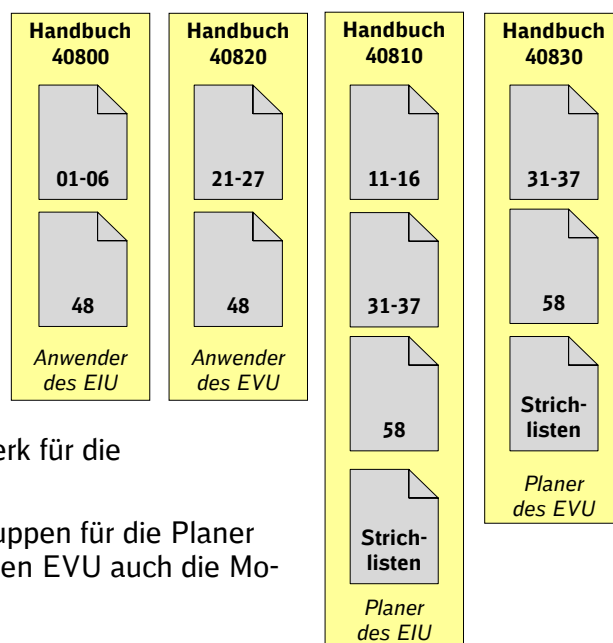 Handbuch
40800
01-06
48
Anwender
des EIU
Handbuch
40820
21-27
48
Anwender
des EVU
Handbuch
40810
11-16
31-37
58
Strich-
listen
Planer
des EIU
Handbuch
40830
31-37
58
Strich-
listen
Planer
des EVU
erk für die
uppen für die Planer
en EVU auch die Mo-